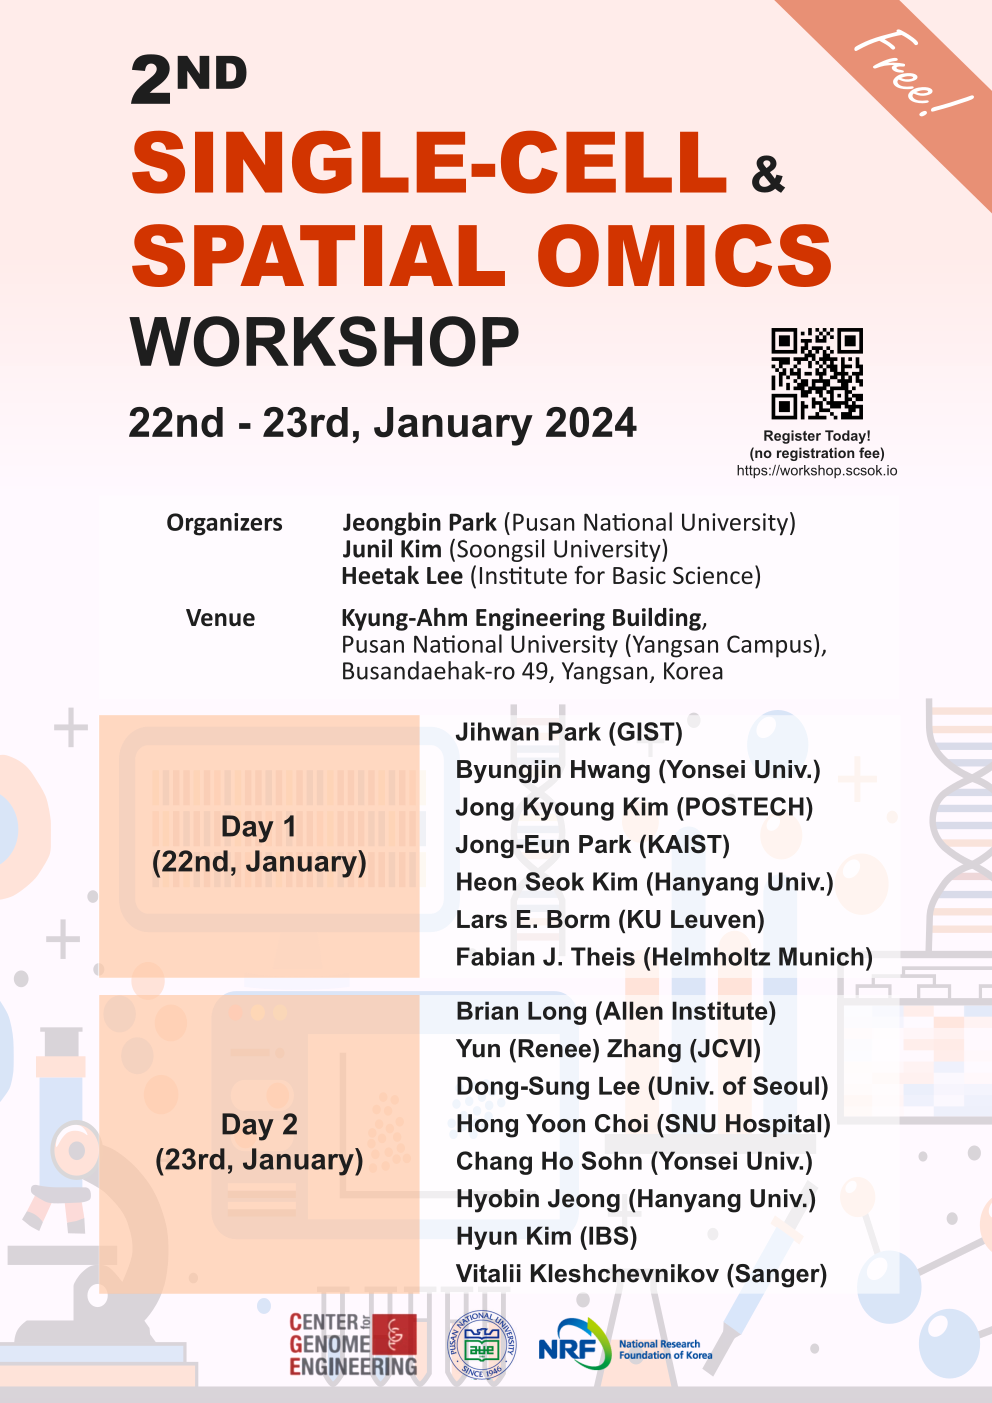 Free!
2ND
SINGLE-CELL &
SPATIAL OMICS
WORKSHOP
22nd - 23rd, January 2024
Register Today!
(no registration fee)
https://workshop.scsok.io
Organizers
Jeongbin Park (Pusan National University)
Junil Kim (Soongsil University)
Heetak Lee (Institute for Basic Science)
Venue
Kyung-Ahm Engineering Building,
Pusan National University (Yangsan Campus),
Busandaehak-ro 49, Yangsan, Korea
Day 1
(22nd, January)
Jihwan Park (GIST)
Byungjin Hwang (Yonsei Univ.)
Jong Kyoung Kim (POSTECH)
Jong-Eun Park (KAIST)
Heon Seok Kim (Hanyang Univ.)
Lars E. Borm (KU Leuven)
Fabian J. Theis (Helmholtz Munich)
Day 2
(23rd, January)
Brian Long (Allen Institute)
Yun (Renee) Zhang (JCVI)
Dong-Sung Lee (Univ. of Seoul)
Hong Yoon Choi (SNU Hospital)
Chang Ho Sohn (Yonsei Univ.)
Hyobin Jeong (Hanyang Univ.)
Hyun Kim (IBS)
Vitalii Kleshchevnikov (Sanger)
CENTER for
GENOME
ENGINEERING
PUSAN NATIONAL UNIVERSITY
SINCE 1946
NRF
National Research
Foundation of Korea